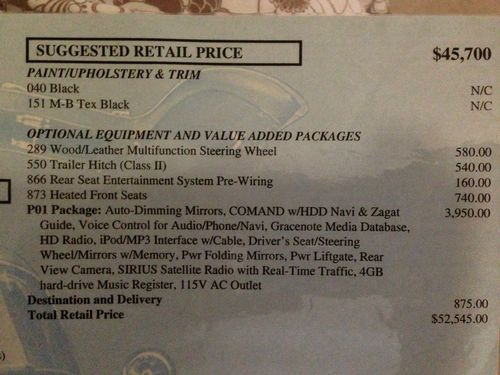 SUGGESTED RETAIL PRICE $45,700
PAINT/UPHOLSTERY & TRIM
040 Black N/C
151 M-B Tex Black N/C
OPTIONAL EQUIPMENT AND VALUE ADDED PACKAGES
289 Wood/Leather Multifunction Steering Wheel 580.00
550 Trailer Hitch (Class II) 540.00
866 Rear Seat Entertainment System Pre-Wiring 160.00
873 Heated Front Seats 740.00
P01 Package: Auto-Dimming Mirrors, COMAND w/HDD Navi & Zagat 3,950.00
Guide, Voice Control for Audio/Phone/Navi, Gracenote Media Database,
HD Radio, iPod/MP3 Interface w/Cable, Driver's Seat/Steering
Wheel/Mirrors w/Memory, Pwr Folding Mirrors, Pwr Liftgate, Rear
View Camera, SIRIUS Satellite Radio with Real-Time Traffic, 4GB
hard-drive Music Register, 115V AC Outlet
Destination and Delivery 875.00
Total Retail Price $52,545.00